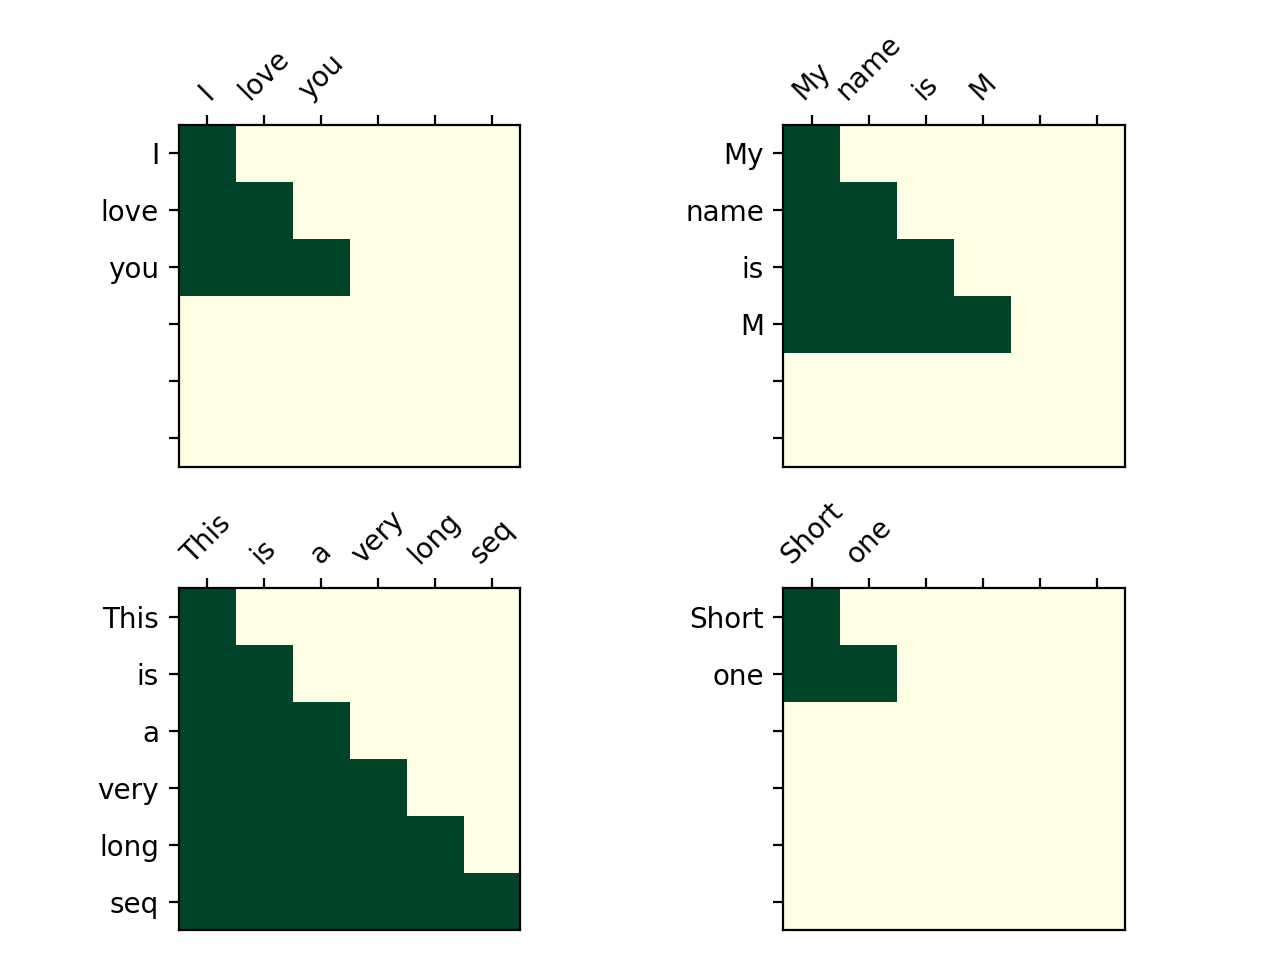 I love you
I
love
you
My name is M
My
name
is
M
This is a very long seq
This
is
a
very
long
seq
Short one
Short
one